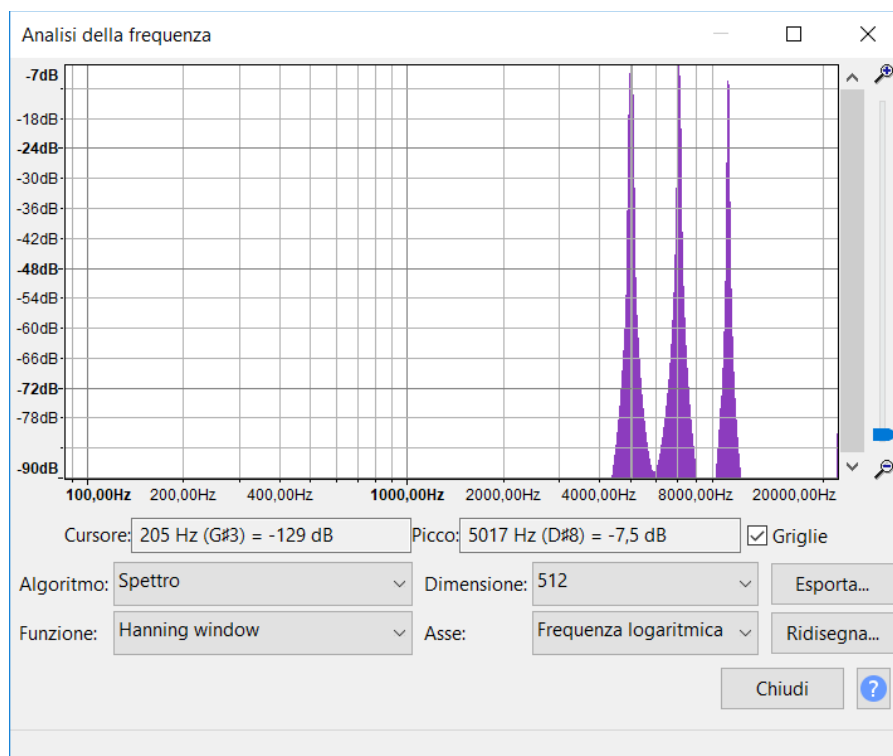 Analisi della frequenza
-7dB
-18dB
-24dB
-30dB
-36dB
-42dB
-48dB
-54dB
-60dB
-66dB
-72dB
-78dB
-90dB
100,00Hz 200,00Hz 400,00Hz 1000,00Hz 2000,00Hz 4000,00Hz 8000,00Hz 20000,00Hz
Cursore: 205 Hz (G♯3) = -129 dB Picco: 5017 Hz (D♯8) = -7,5 dB Griglie
Algoritmo: Spettro Dimensione: 512 Esporta...
Funzione: Hanning window Asse: Frequenza logaritmica Ridisegna...
Chiudi ?